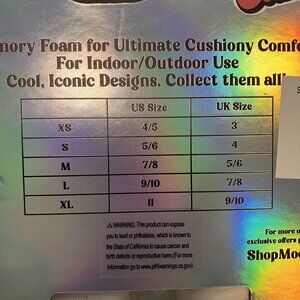 mory Foam for Ultimate Cushiony Comf
For Indoor/Outdoor Use
Cool, Iconic Designs. Collect them all!
US Size UK Size
XS 4/5 3
S 5/6 4
M 7/8 5/6
L 9/10 7/8
XL 11 9/10
⚠WARNING: This product can expose
you to lead or phthalates, which is known to
the State of California to cause cancer and
birth defects or reproductive harm.(For more
information go to www.p65warnings.ca.gov)
For more
exclusive offers
ShopMoo